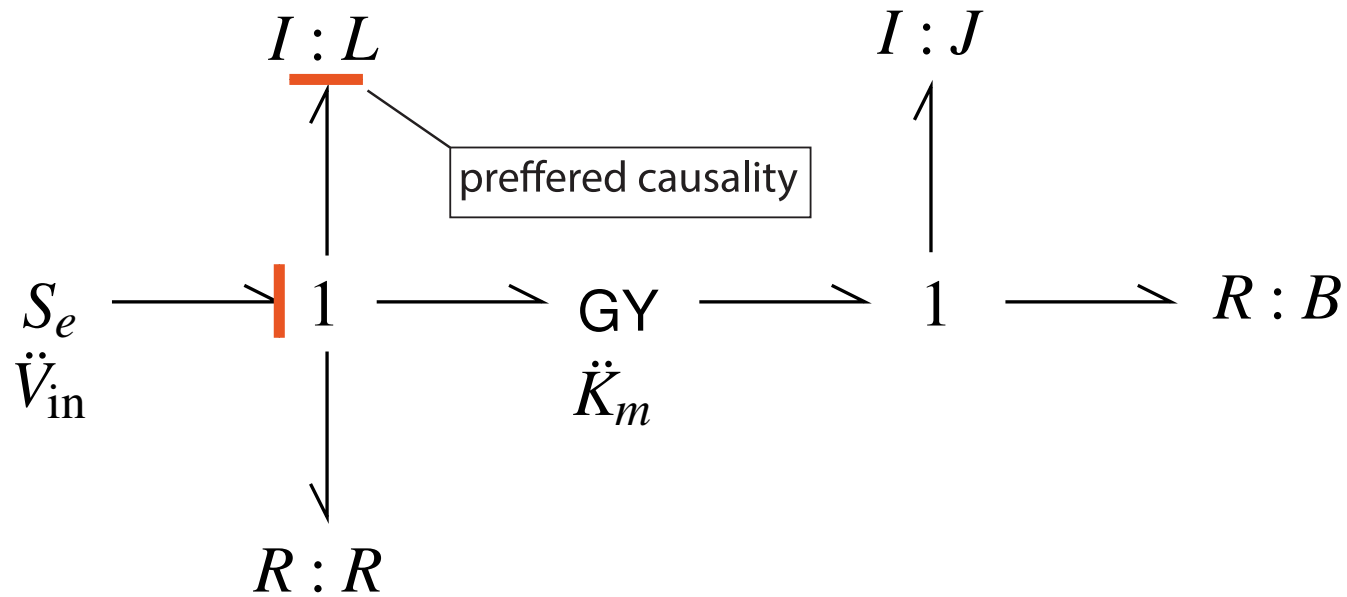 I : L
I : J
preffered causality
S_e
1
GY
1
R : B
V̈_in
K̈_m
R : R